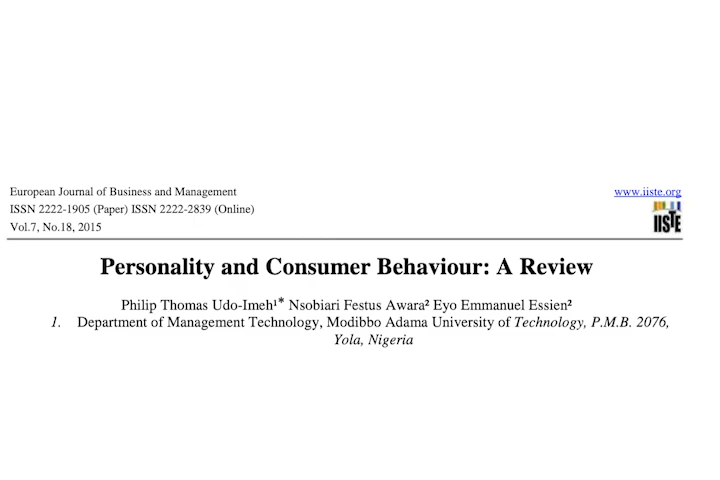 European Journal of Business and Management
www.iiste.org
ISSN 2222-1905 (Paper) ISSN 2222-2839 (Online)
Vol.7, No.18, 2015
IISTE
Personality and Consumer Behaviour: A Review
Philip Thomas Udo-Imeh¹* Nsobiari Festus Awara² Eyo Emmanuel Essien²
1. Department of Management Technology, Modibbo Adama University of Technology, P.M.B. 2076,
Yola, Nigeria